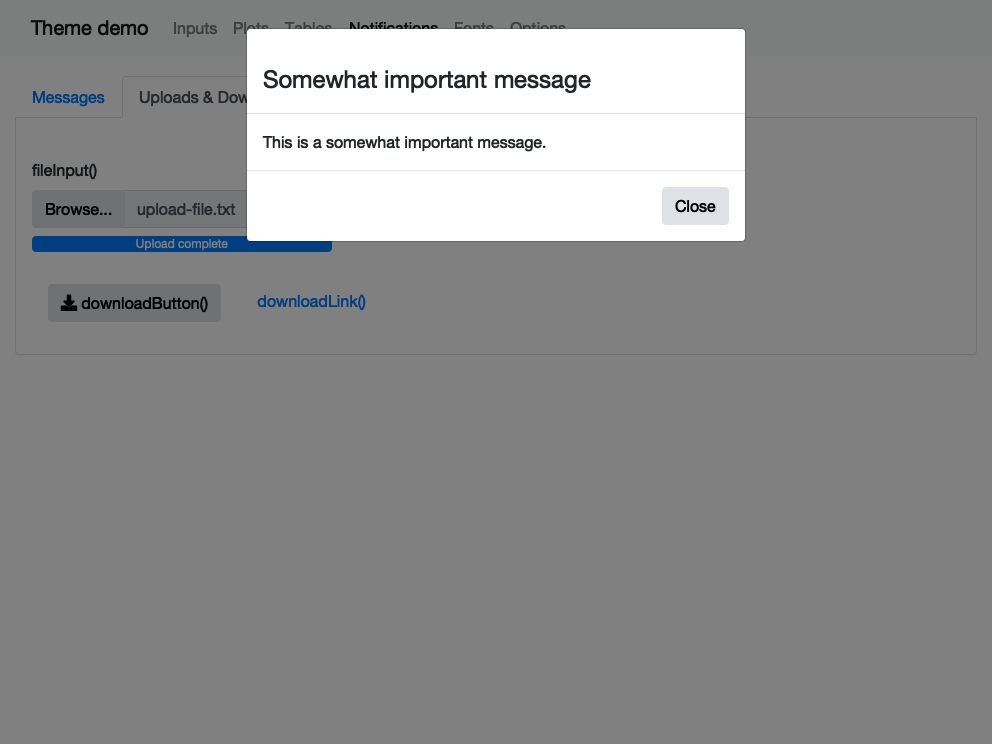 Theme demo Inputs Plots Tables Notifications Fonts Options
Somewhat important message
Messages Uploads & Dow
This is a somewhat important message.
fileInput()
Browse... upload-file.txt
Close
Upload complete
downloadButton() downloadLink()